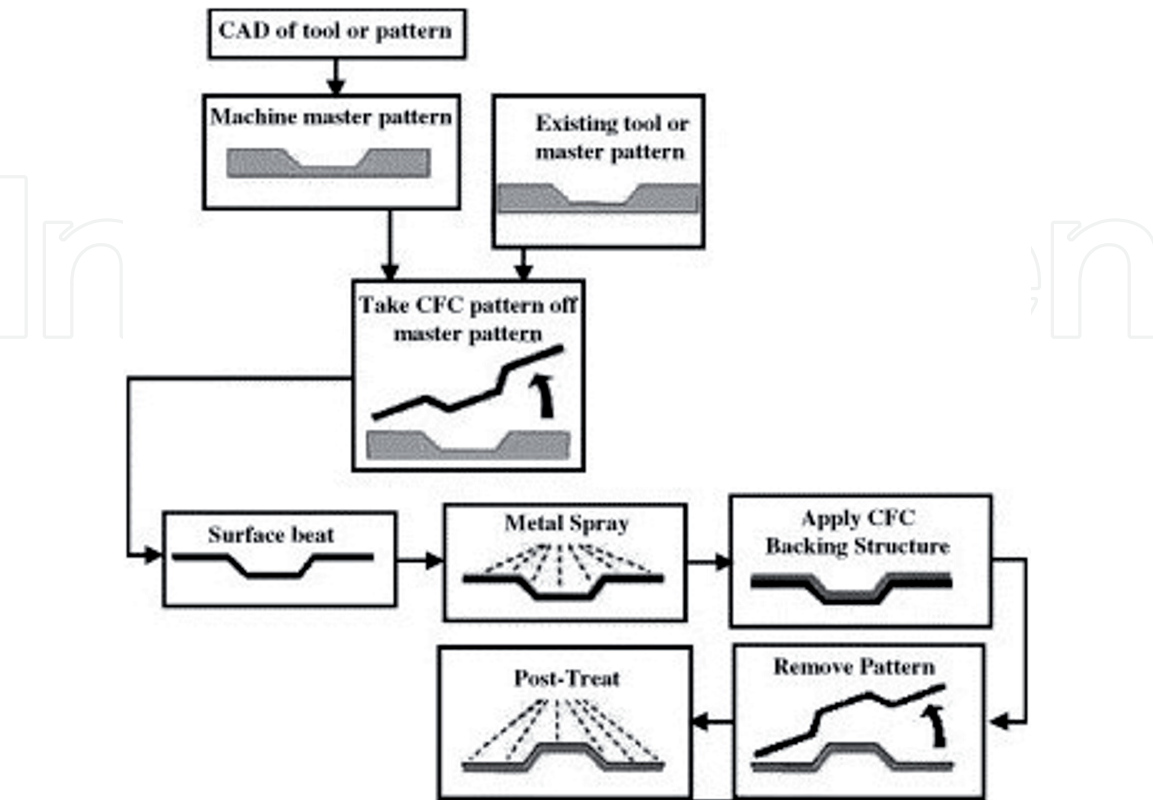 CAD of tool or pattern
Machine master pattern
Existing tool or
master pattern
Take CFC pattern off
master pattern
Surface beat
Metal Spray
Apply CFC
Backing Structure
Post-Treat
Remove Pattern